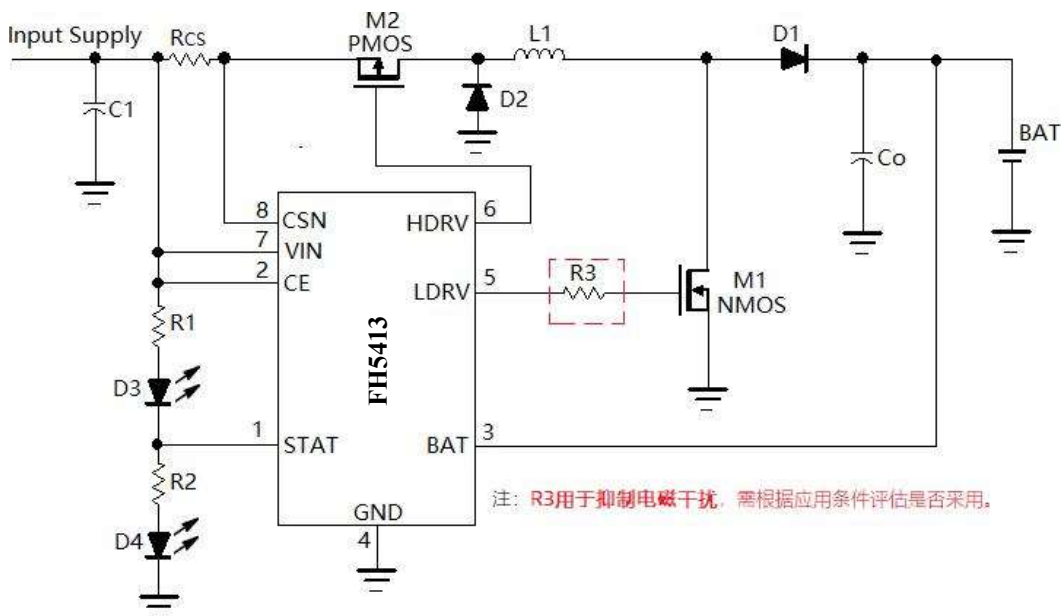 Input Supply
Rcs
M2
PMOS
L1
D1
C1
D2
Co
BAT
8
CSN
7
VIN
2
CE
HDRV
6
LDRV
5
R3
M1
NMOS
R1
FH5413
D3
1
STAT
BAT
3
R2
注：R3用于抑制电磁干扰，需根据应用条件评估是否采用。
GND
4
D4